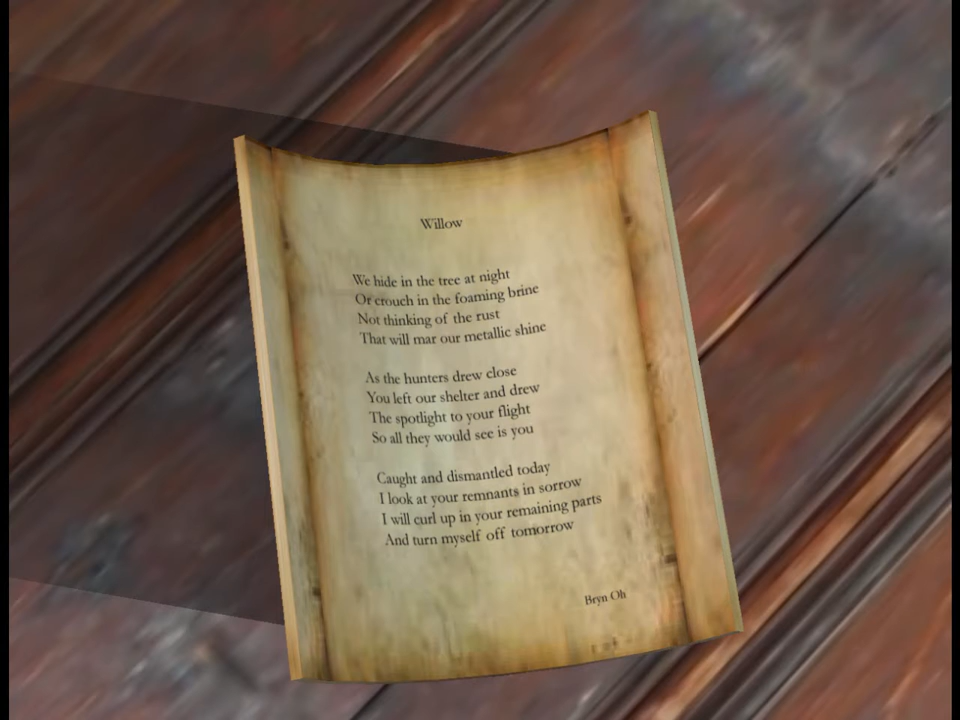 Willow
We hide in the tree at night
Or crouch in the foaming brine
Not thinking of the rust
That will mar our metallic shine
As the hunters drew close
You left our shelter and drew
The spotlight to your flight
So all they would see is you
Caught and dismantled today
I look at your remnants in sorrow
I will curl up in your remaining parts
And turn myself off tomorrow
Bryn Oh